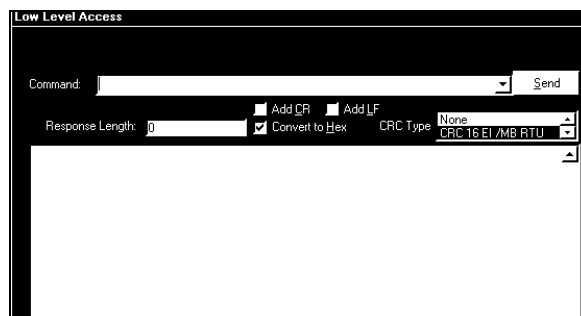 Low Level Access
Command:
Send
Add CR Add LF
Response Length: 0 Convert to Hex CRC Type None
CRC 16 EI /MB RTU